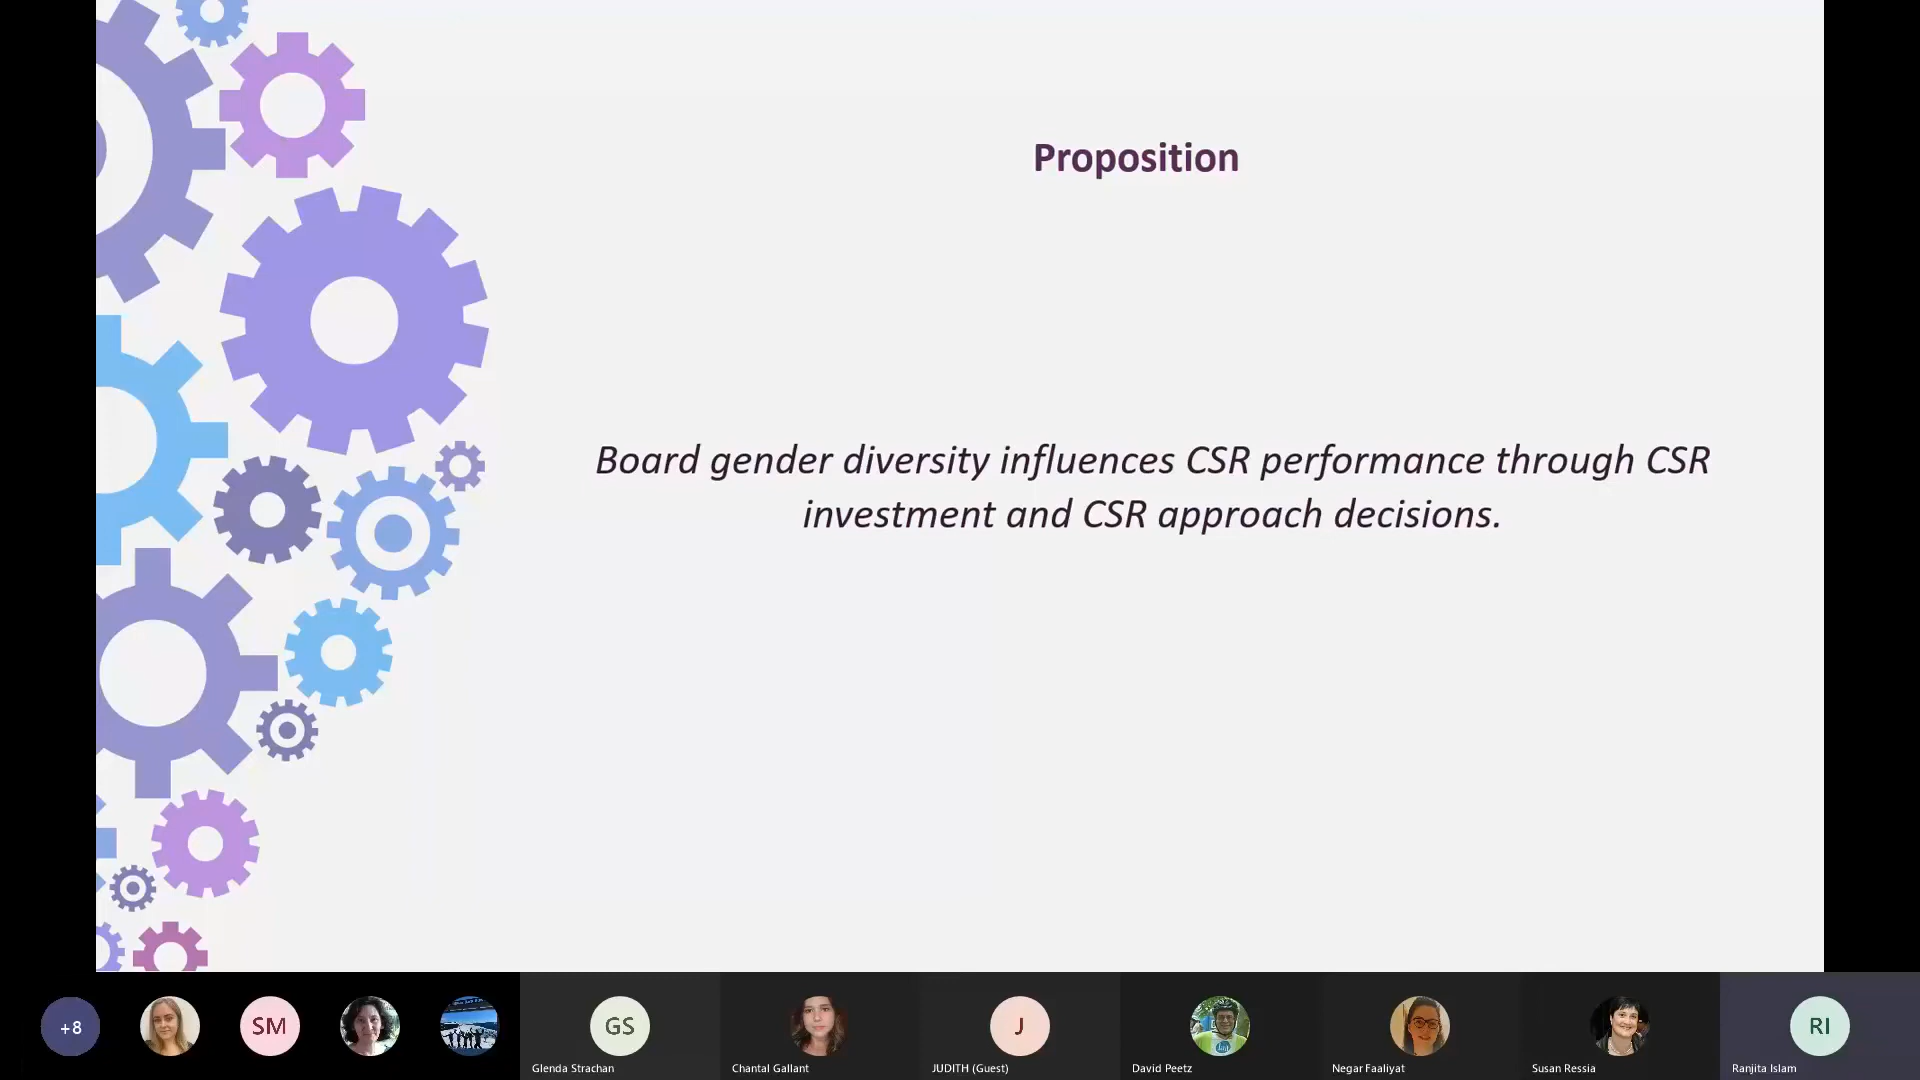 Proposition
Board gender diversity influences CSR performance through CSR
investment and CSR approach decisions.
+8
SM
GS
J
RI
Glenda Strachan
Chantal Gallant
JUDITH (Guest)
David Peetz
Negar Faaliyat
Susan Ressia
Ranjita Islam